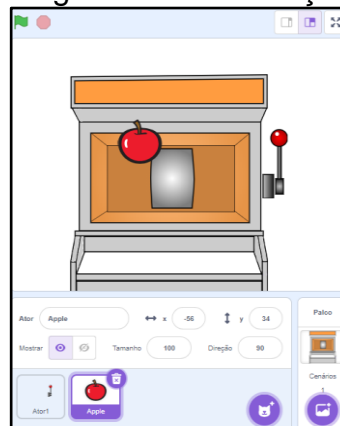 Ator Apple x -56 y 34
Mostrar Tamanho 100 Direção 90
Ator1 Apple
Palco
Cenários
1